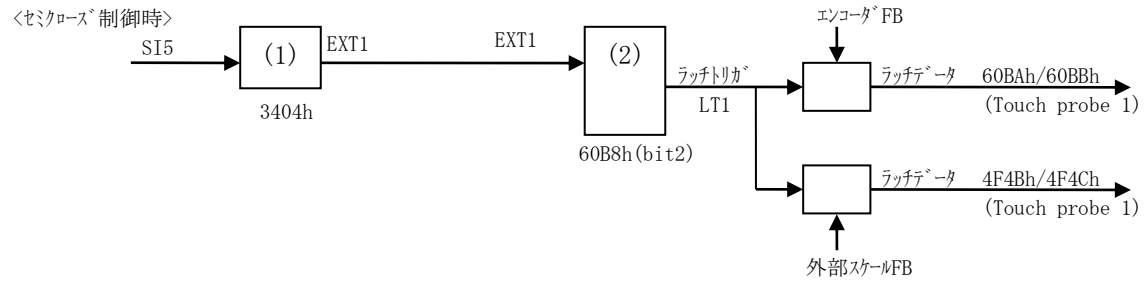 <ｾﾐｸﾛｰｽﾞ制御時>
SI5
(1)
EXT1
3404h
EXT1
(2)
60B8h(bit2)
ﾗｯﾁﾄﾘｶﾞ
LT1
ｴﾝｺｰﾀﾞFB
ﾗｯﾁﾃﾞｰﾀ 60BAh/60BBh
(Touch probe 1)
ﾗｯﾁﾃﾞｰﾀ 4F4Bh/4F4Ch
(Touch probe 1)
外部ｽｹｰﾙFB